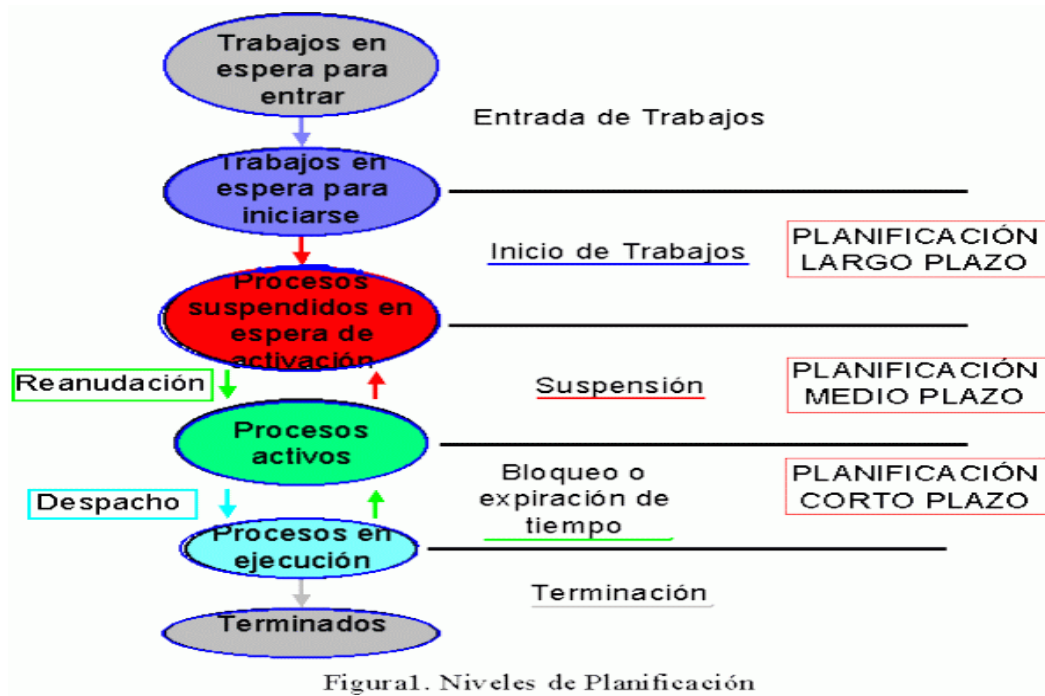 Trabajos en
espera para
entrar
Entrada de Trabajos
Trabajos en
espera para
iniciarse
Inicio de Trabajos
PLANIFICACIÓN
LARGO PLAZO
Procesos
suspendidos en
espera de
activación
Reanudación
Suspensión
PLANIFICACIÓN
MEDIO PLAZO
Procesos
activos
Despacho
Bloqueo o
expiración de
tiempo
PLANIFICACIÓN
CORTO PLAZO
Procesos en
ejecución
Terminación
Terminados
Figura1. Niveles de Planificación